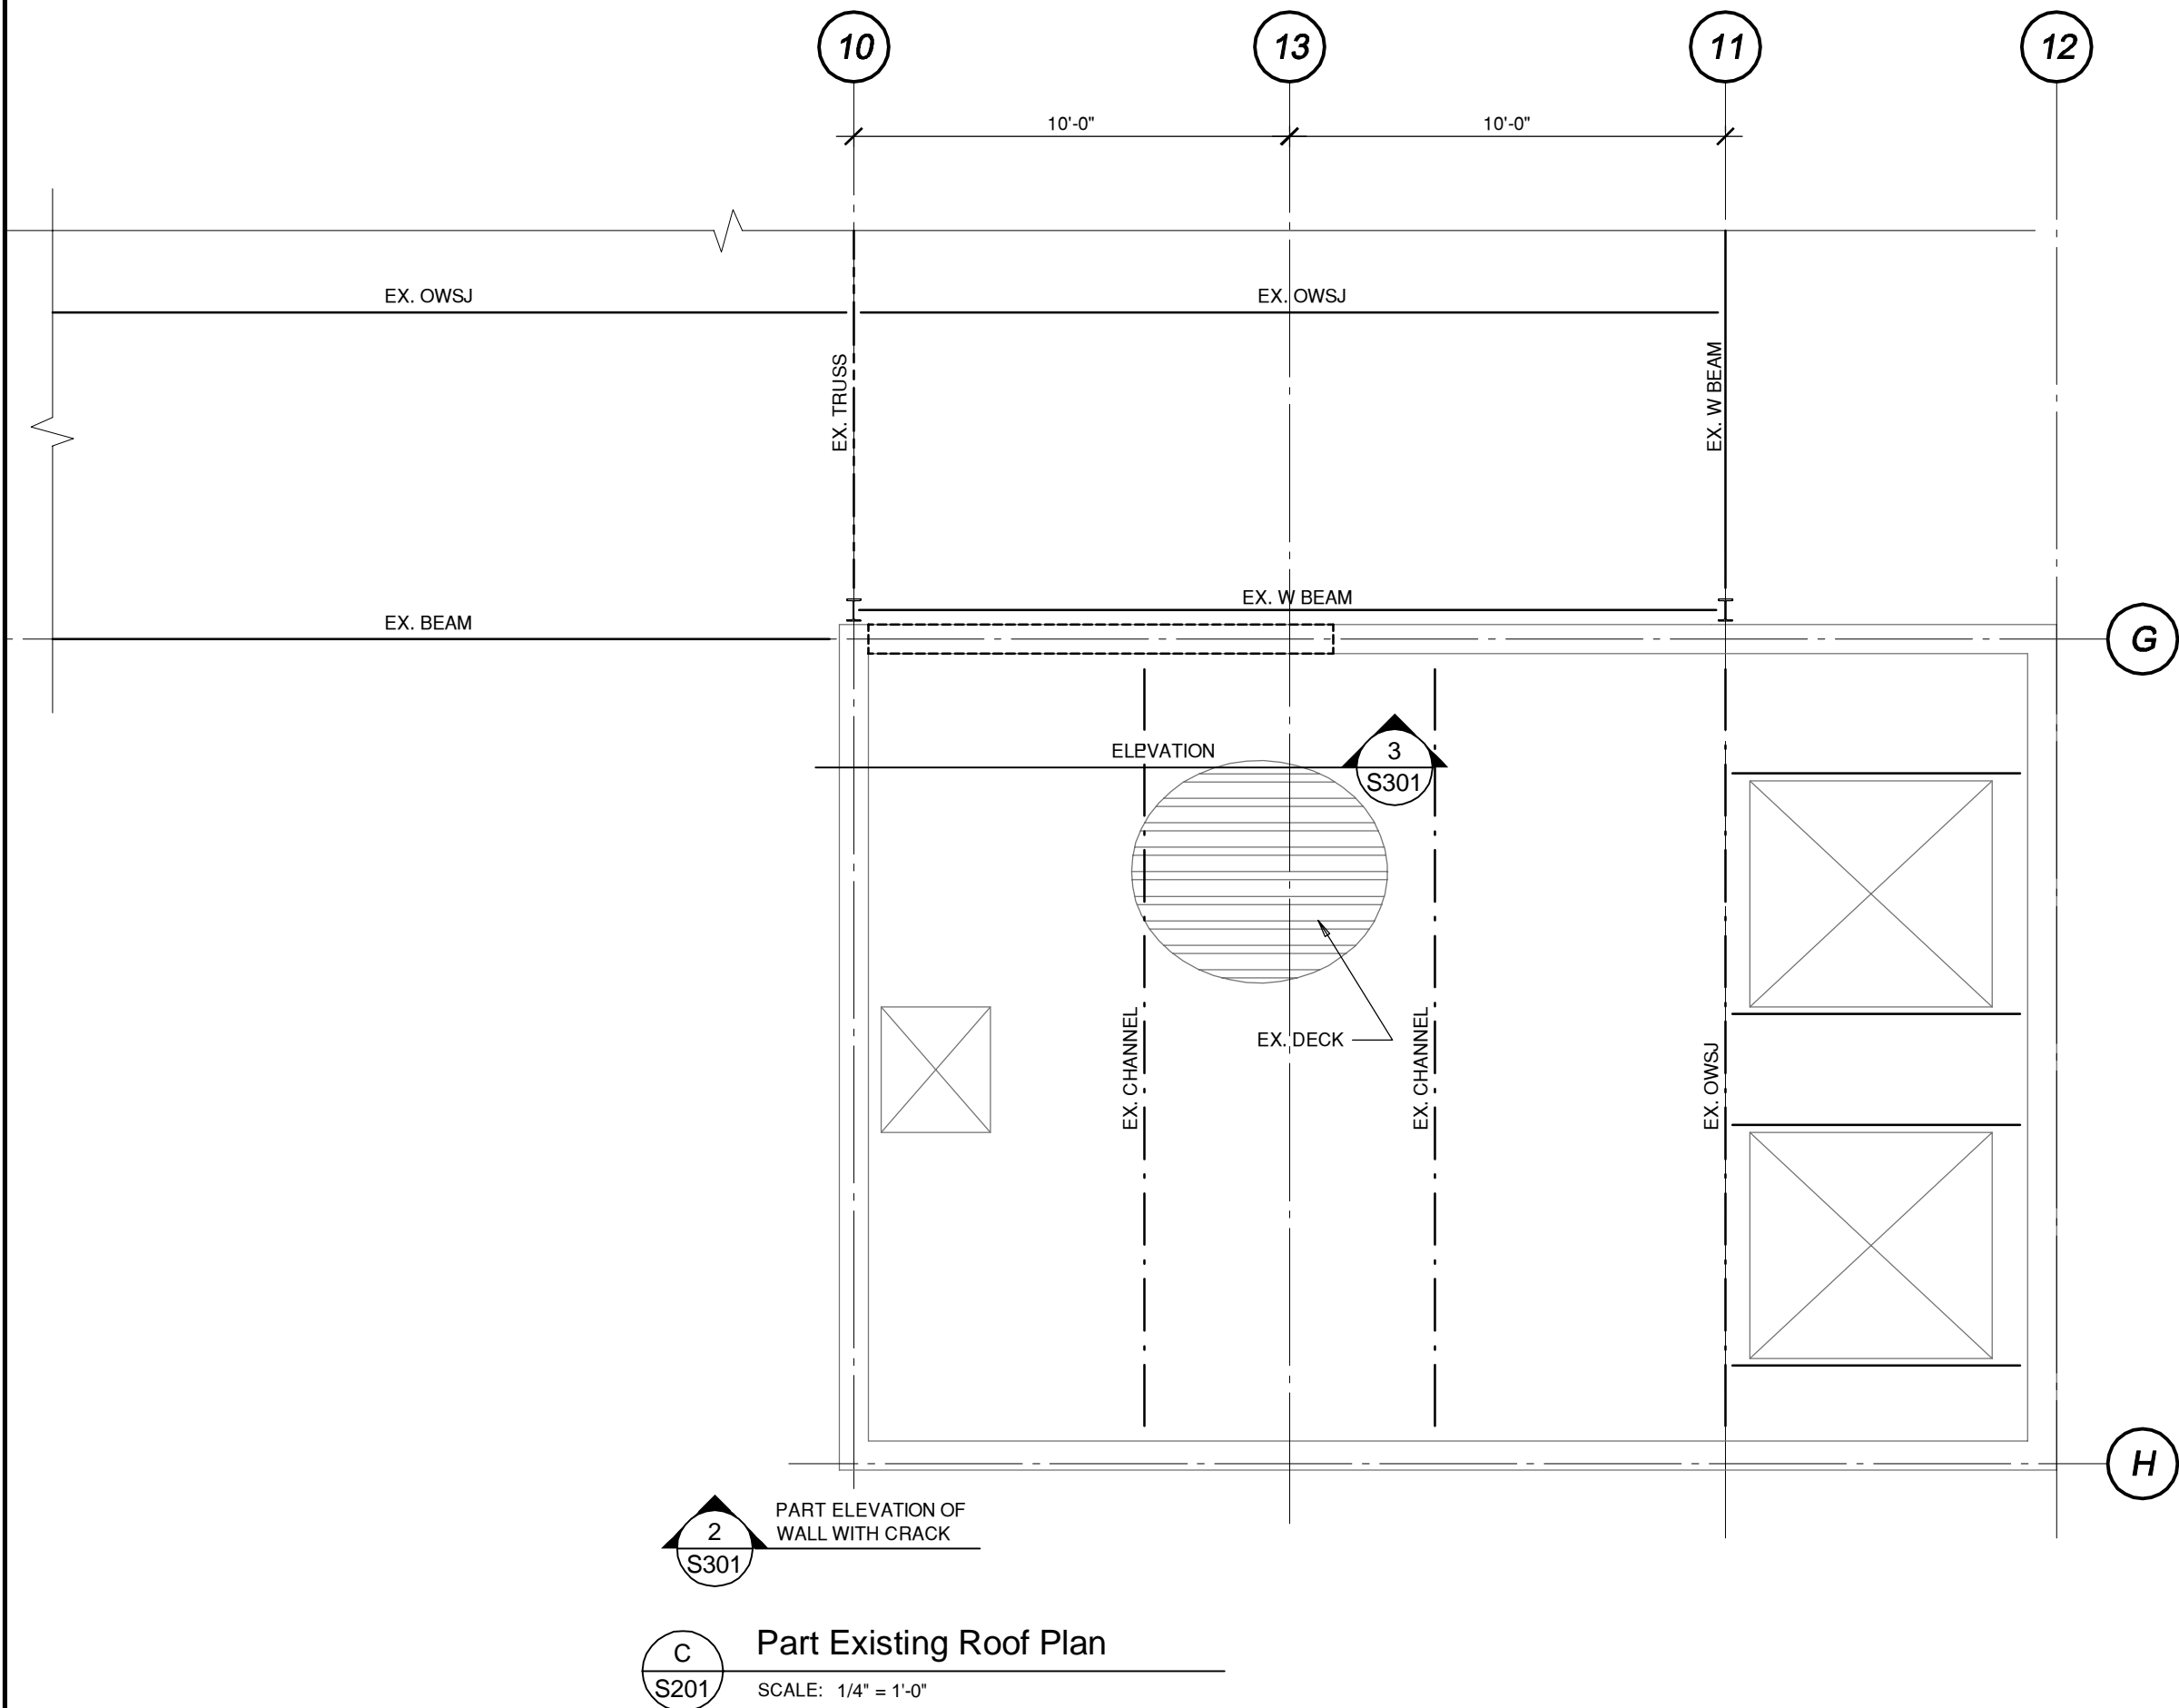 10
13
11
12
10'-0"
10'-0"
EX. OWSJ
EX. OWSJ
EX. TRUSS
EX. W BEAM
EX. W BEAM
EX. BEAM
G
ELEVATION
3
S301
EX. CHANNEL
EX. DECK
EX. CHANNEL
EX. OWSJ
H
2
S301
PART ELEVATION OF
WALL WITH CRACK
C
S201
Part Existing Roof Plan
SCALE: 1/4" = 1'-0"